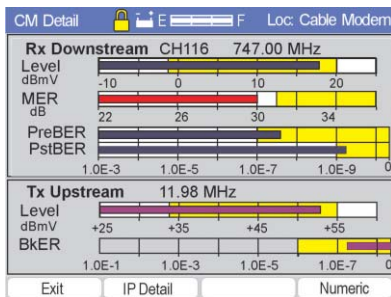 CM Detail E F Loc: Cable Modem
Rx Downstream CH116 747.00 MHz
Level
dBmV -10 0 10 20
MER
dB 22 26 30 34
PreBER
PstBER
1.0E-3 1.0E-5 1.0E-7 1.0E-9 0
Tx Upstream 11.98 MHz
Level
dBmV +25 +35 +45 +55
BkER
1.0E-1 1.0E-3 1.0E-5 1.0E-7 0
Exit IP Detail Numeric